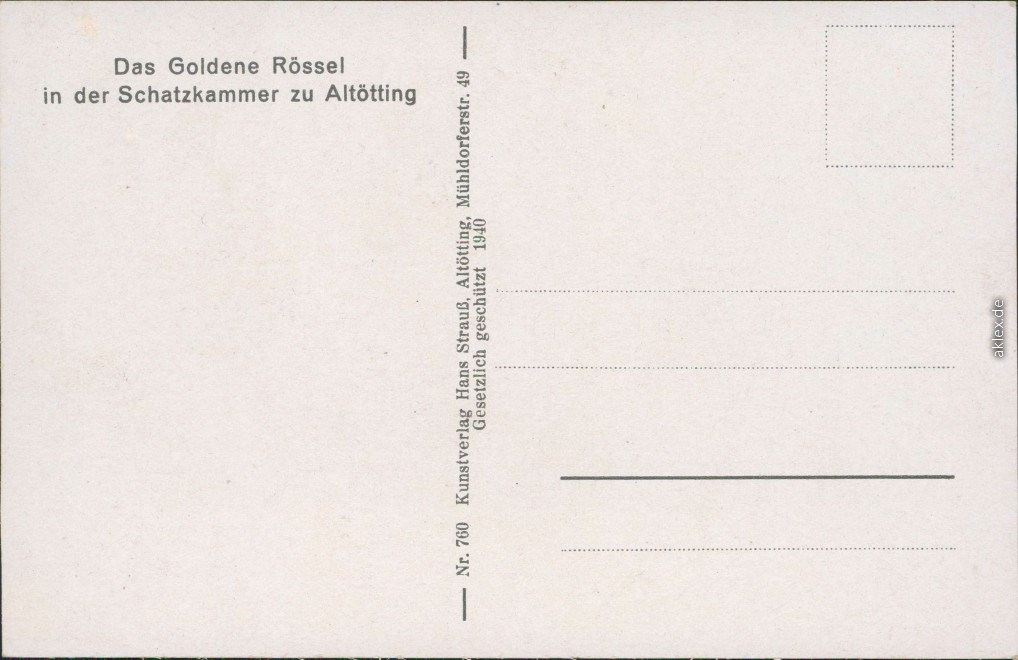 Das Goldene Rössel
in der Schatzkammer zu Altötting
Nr. 760 Kunstverlag Hans Strauß, Altötting, Mühldorferstr. 49
Gesetzlich geschützt 1940
aklex.de